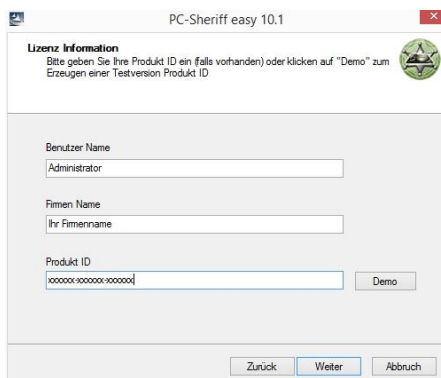 PC-Sheriff easy 10.1
Lizenz Information
Bitte geben Sie Ihre Produkt ID ein (falls vorhanden) oder klicken auf "Demo" zum
Erzeugen einer Testversion Produkt ID
Benutzer Name
Administrator
Firmen Name
Ihr Firmenname
Produkt ID
xxxxxx-xxxxxx-xxxxxx
Demo
Zurück
Weiter
Abbruch